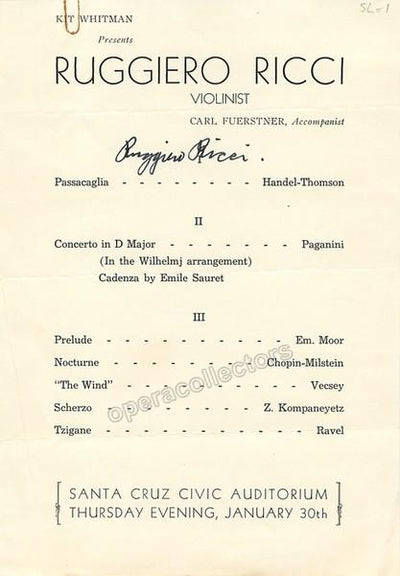 SL-1
KIT WHITMAN
Presents
RUGGIERO RICCI
VIOLINIST
CARL FUERSTNER, Accompanist
Ruggiero Ricci.
Passacaglia - - - - - - - - Handel-Thomson
II
Concerto in D Major - - - - - - - Paganini
(In the Wilhelmj arrangement)
Cadenza by Emile Sauret
III
Prelude - - - - - - - - - - Em. Moor
Nocturne - - - - - - - - - Chopin-Milstein
"The Wind" - - - - - - - - - - Vecsey
Scherzo - - - - - - - - Z. Kompaneyetz
Tzigane - - - - - - - - - - - Ravel
operacollectors
SANTA CRUZ CIVIC AUDITORIUM
THURSDAY EVENING, JANUARY 30th